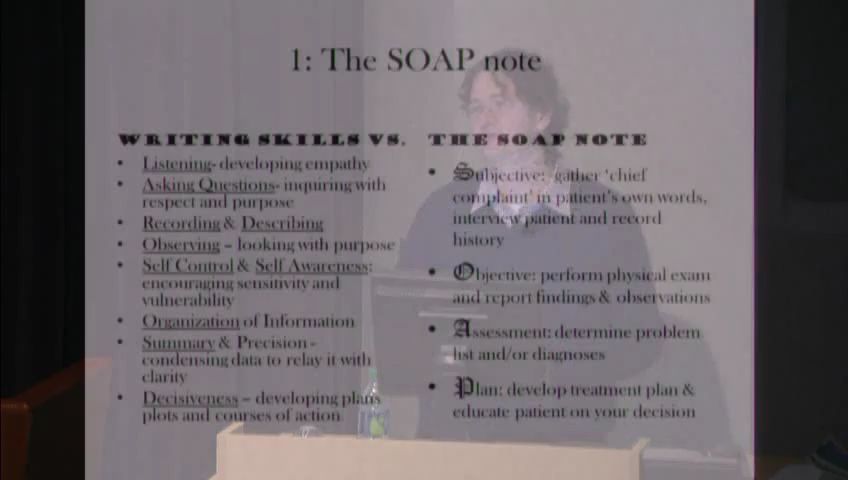 1: The SOAP note
WRITING SKILLS VS.
• Listening- developing empathy
• Asking Questions- inquiring with
respect and purpose
• Recording & Describing
• Observing – looking with purpose
• Self Control & Self Awareness:
encouraging sensitivity and
vulnerability
• Organization of Information
• Summary & Precision -
condensing data to relay it with
clarity
• Decisiveness – developing plans
plots and courses of action
THE SOAP NOTE
• Subjective: gather 'chief
complaint' in patient's own words,
interview patient and record
history
• Objective: perform physical exam
and report findings & observations
• Assessment: determine problem
list and/or diagnoses
• Plan: develop treatment plan &
educate patient on your decision